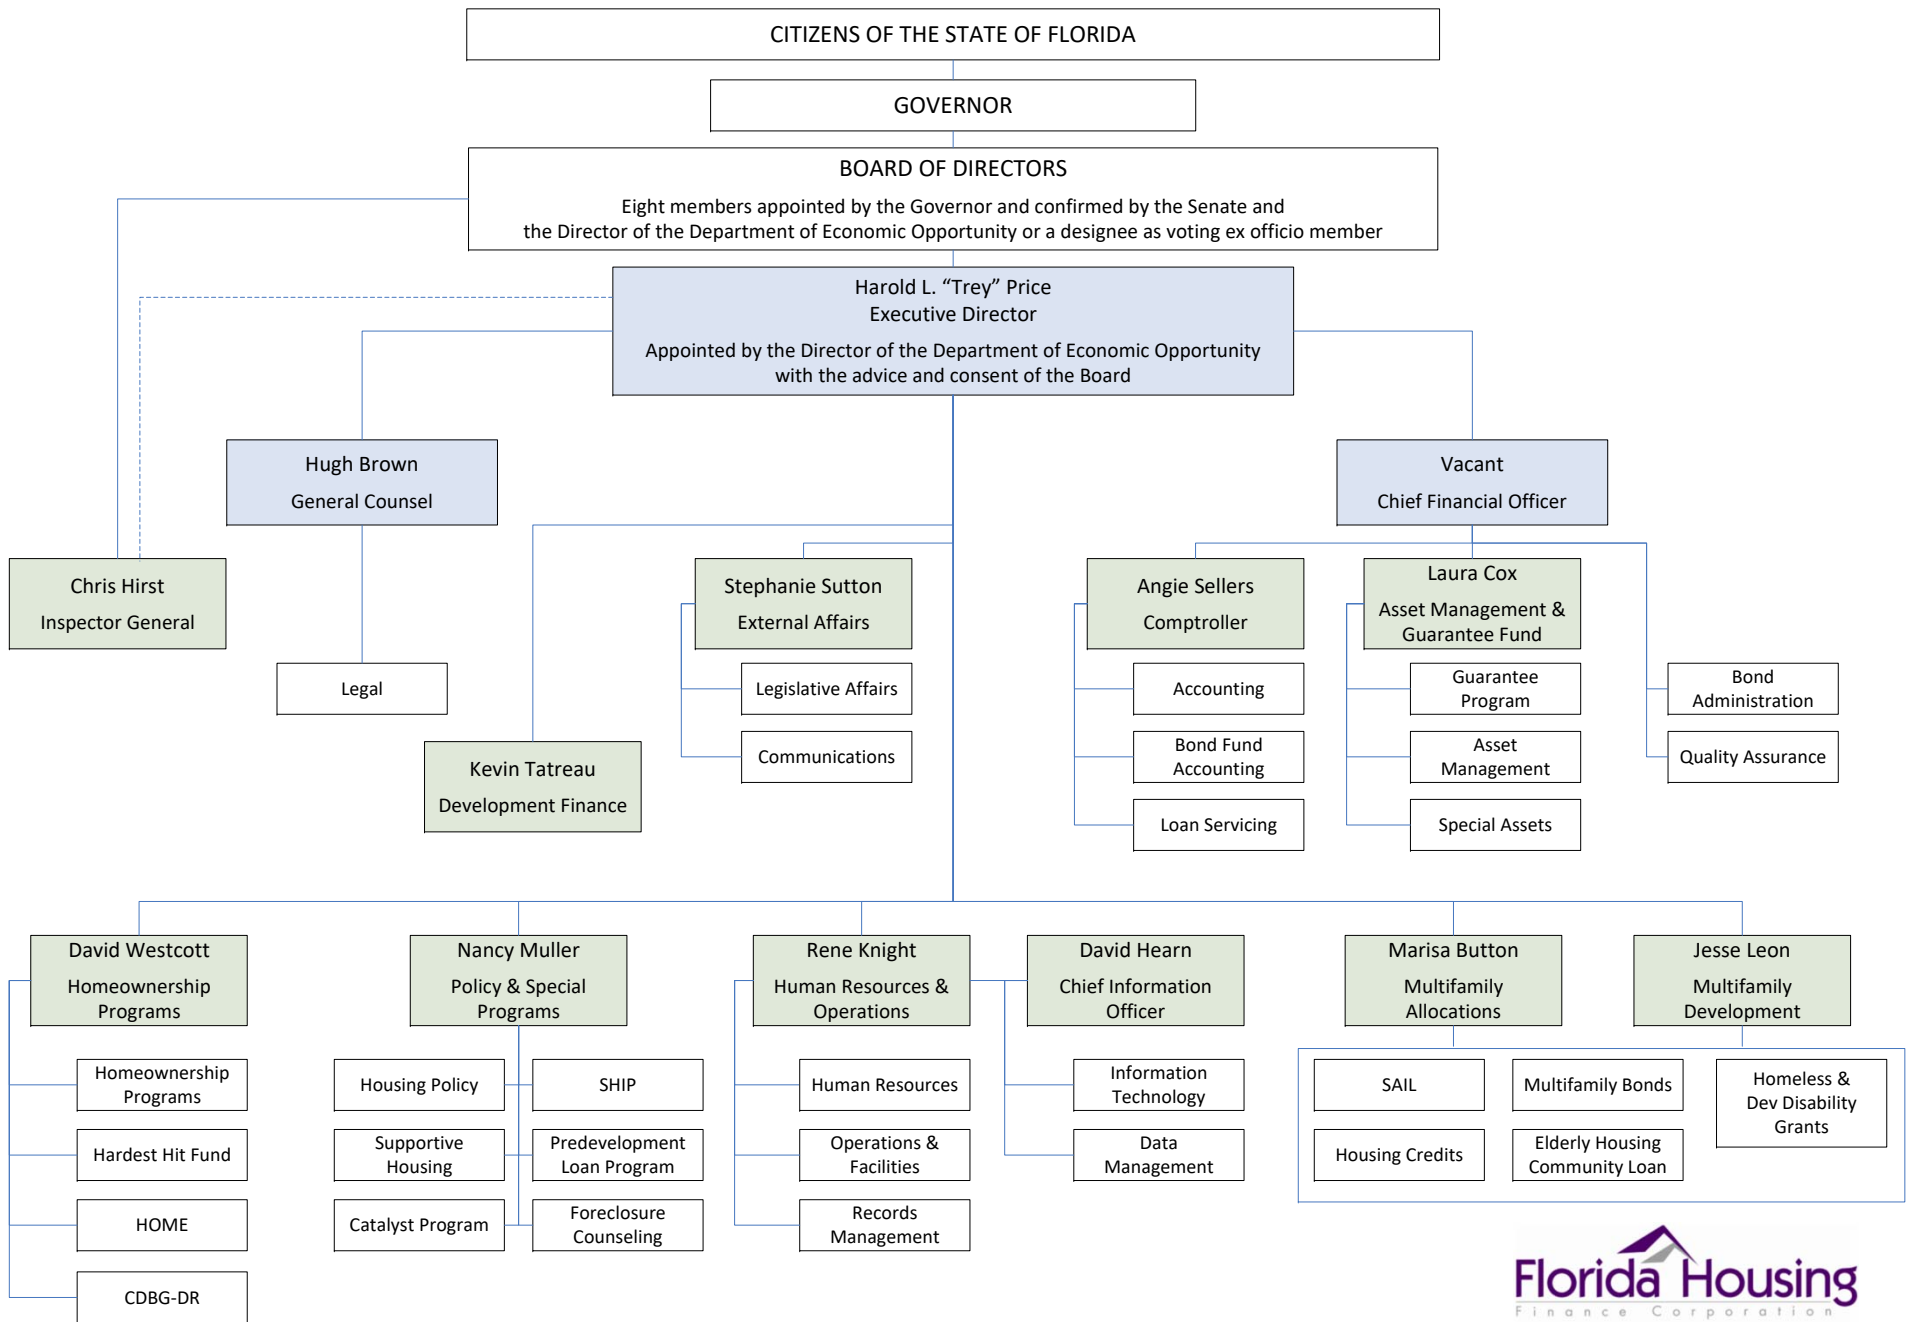 CITIZENS OF THE STATE OF FLORIDA
GOVERNOR
BOARD OF DIRECTORS
Eight members appointed by the Governor and confirmed by the Senate and
the Director of the Department of Economic Opportunity or a designee as voting ex officio member
Harold L. “Trey” Price
Executive Director
Appointed by the Director of the Department of Economic Opportunity
with the advice and consent of the Board
Hugh Brown
General Counsel
Vacant
Chief Financial Officer
Chris Hirst
Inspector General
Legal
Kevin Tatreau
Development Finance
Stephanie Sutton
External Affairs
Legislative Affairs
Communications
Angie Sellers
Comptroller
Accounting
Bond Fund
Accounting
Loan Servicing
Laura Cox
Asset Management &
Guarantee Fund
Guarantee
Program
Asset
Management
Special Assets
Bond
Administration
Quality Assurance
David Westcott
Homeownership
Programs
Homeownership
Programs
Hardest Hit Fund
HOME
CDBG-DR
Nancy Muller
Policy & Special
Programs
Housing Policy
SHIP
Supportive
Housing
Predevelopment
Loan Program
Catalyst Program
Foreclosure
Counseling
Rene Knight
Human Resources &
Operations
Human Resources
Operations &
Facilities
Records
Management
David Hearn
Chief Information
Officer
Information
Technology
Data
Management
Marisa Button
Multifamily
Allocations
Jesse Leon
Multifamily
Development
SAIL
Multifamily Bonds
Homeless &
Dev Disability
Grants
Housing Credits
Elderly Housing
Community Loan
Florida Housing
Finance Corporation